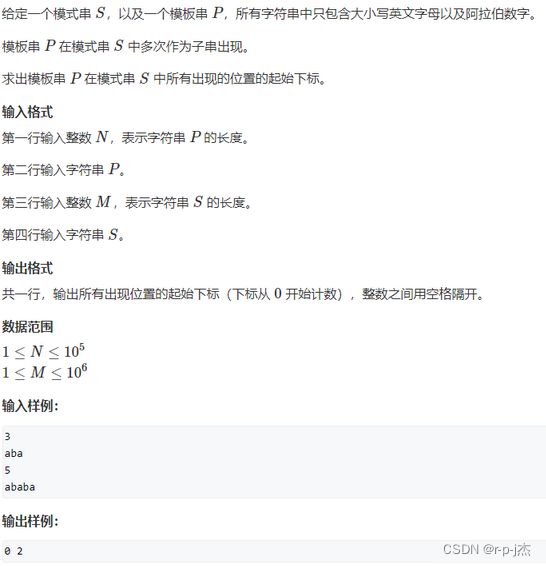 给定一个模式串 S，以及一个模板串 P，所有字符串中只包含大小写英文字母以及阿拉伯数字。
模板串 P 在模式串 S 中多次作为子串出现。
求出模板串 P 在模式串 S 中所有出现的位置的起始下标。
输入格式
第一行输入整数 N，表示字符串 P 的长度。
第二行输入字符串 P。
第三行输入整数 M，表示字符串 S 的长度。
第四行输入字符串 S。
输出格式
共一行，输出所有出现位置的起始下标（下标从 0 开始计数），整数之间用空格隔开。
数据范围
1 ≤ N ≤ 10⁵
1 ≤ M ≤ 10⁶
输入样例：
3
aba
5
ababa
输出样例：
0 2
CSDN @r-p-j杰